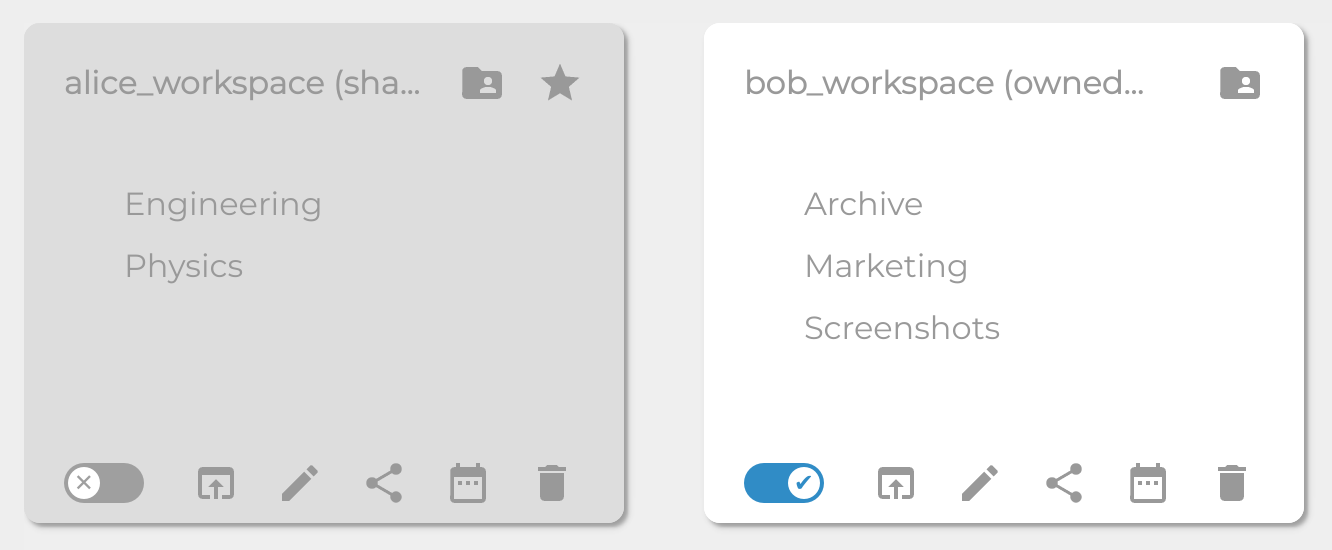 alice_workspace (sha...
Engineering
Physics
bob_workspace (owned...
Archive
Marketing
Screenshots